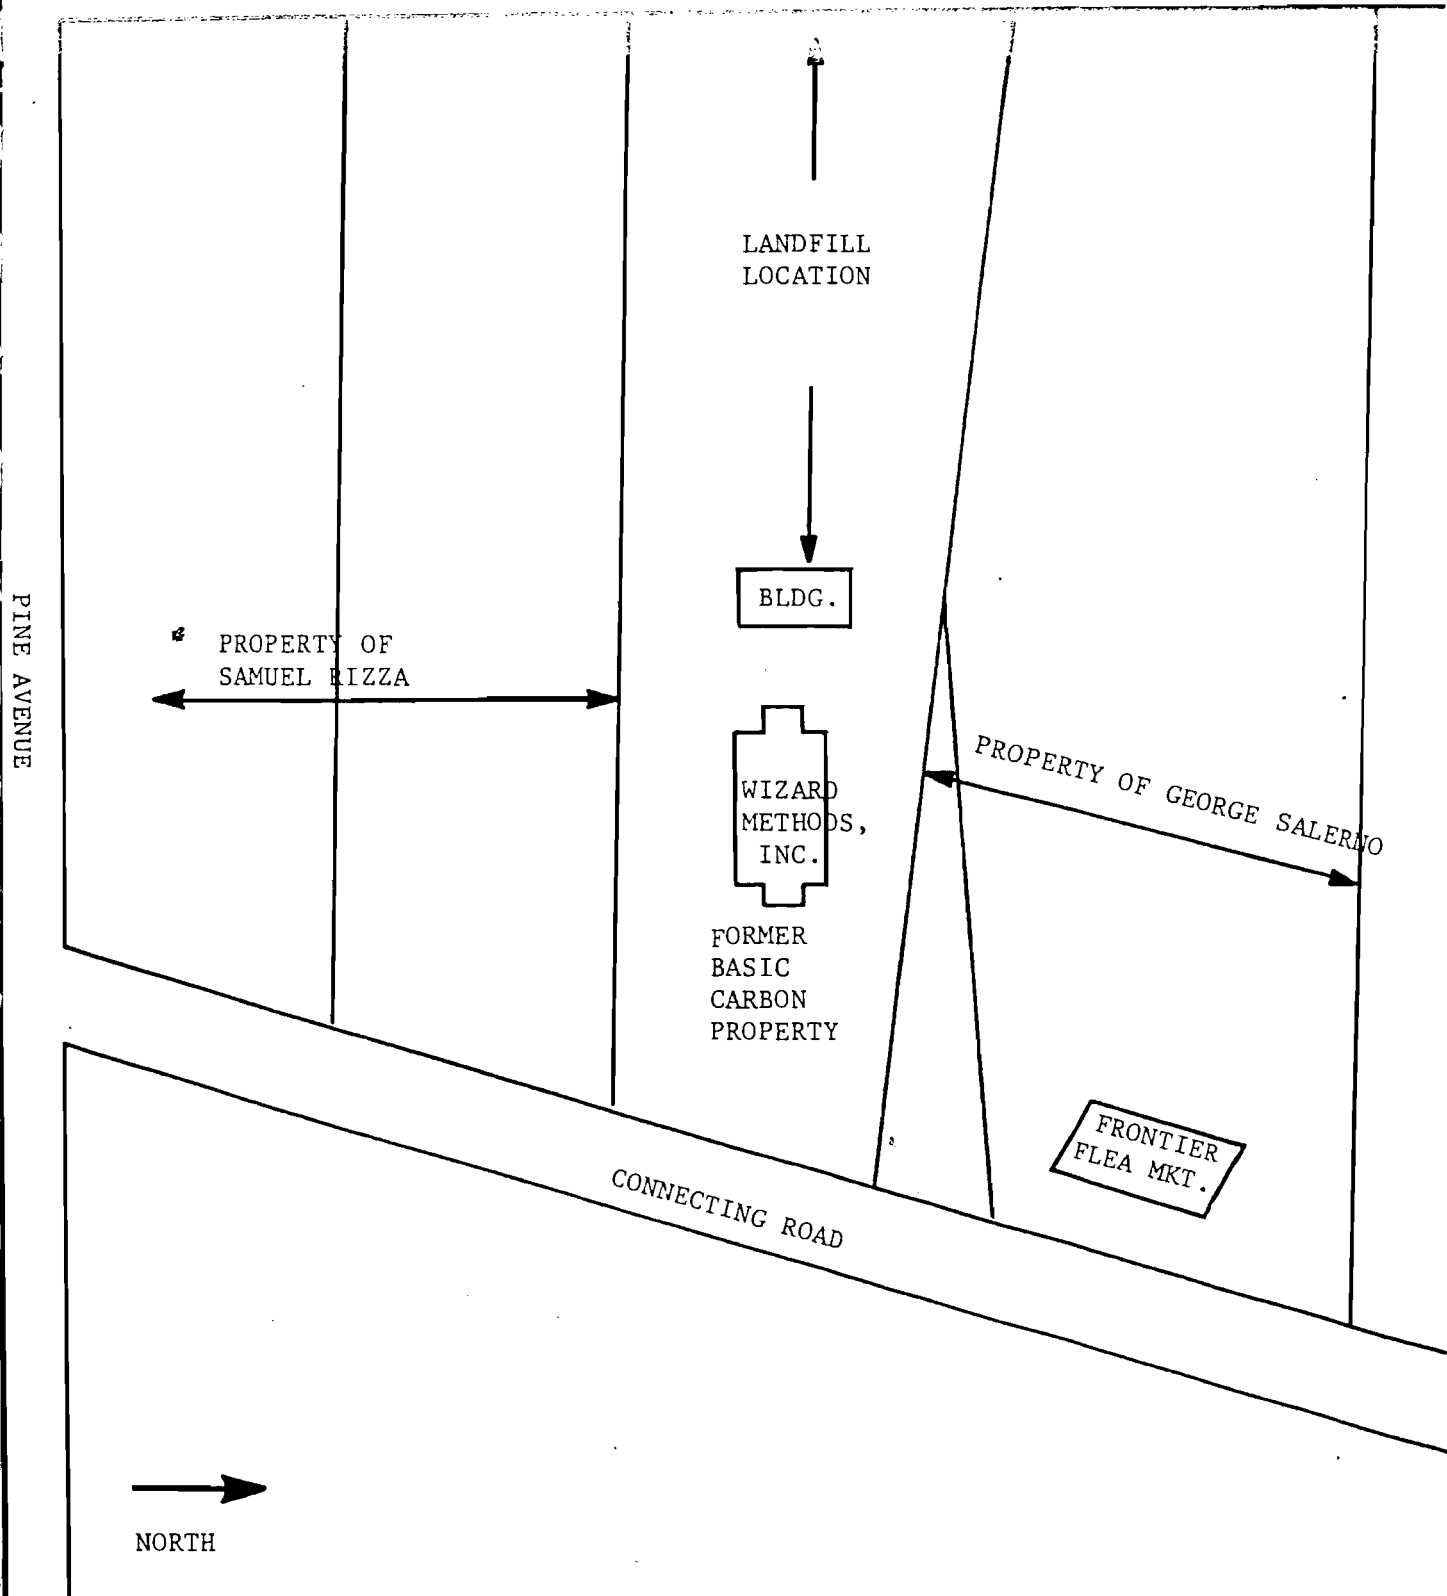 LANDFILL
LOCATION
BLDG.
PINE AVENUE
PROPERTY OF
SAMUEL RIZZA
PROPERTY OF GEORGE SALERNO
WIZARD
METHODS,
INC.
FORMER
BASIC
CARBON
PROPERTY
FRONTIER
FLEA MKT.
CONNECTING ROAD
NORTH